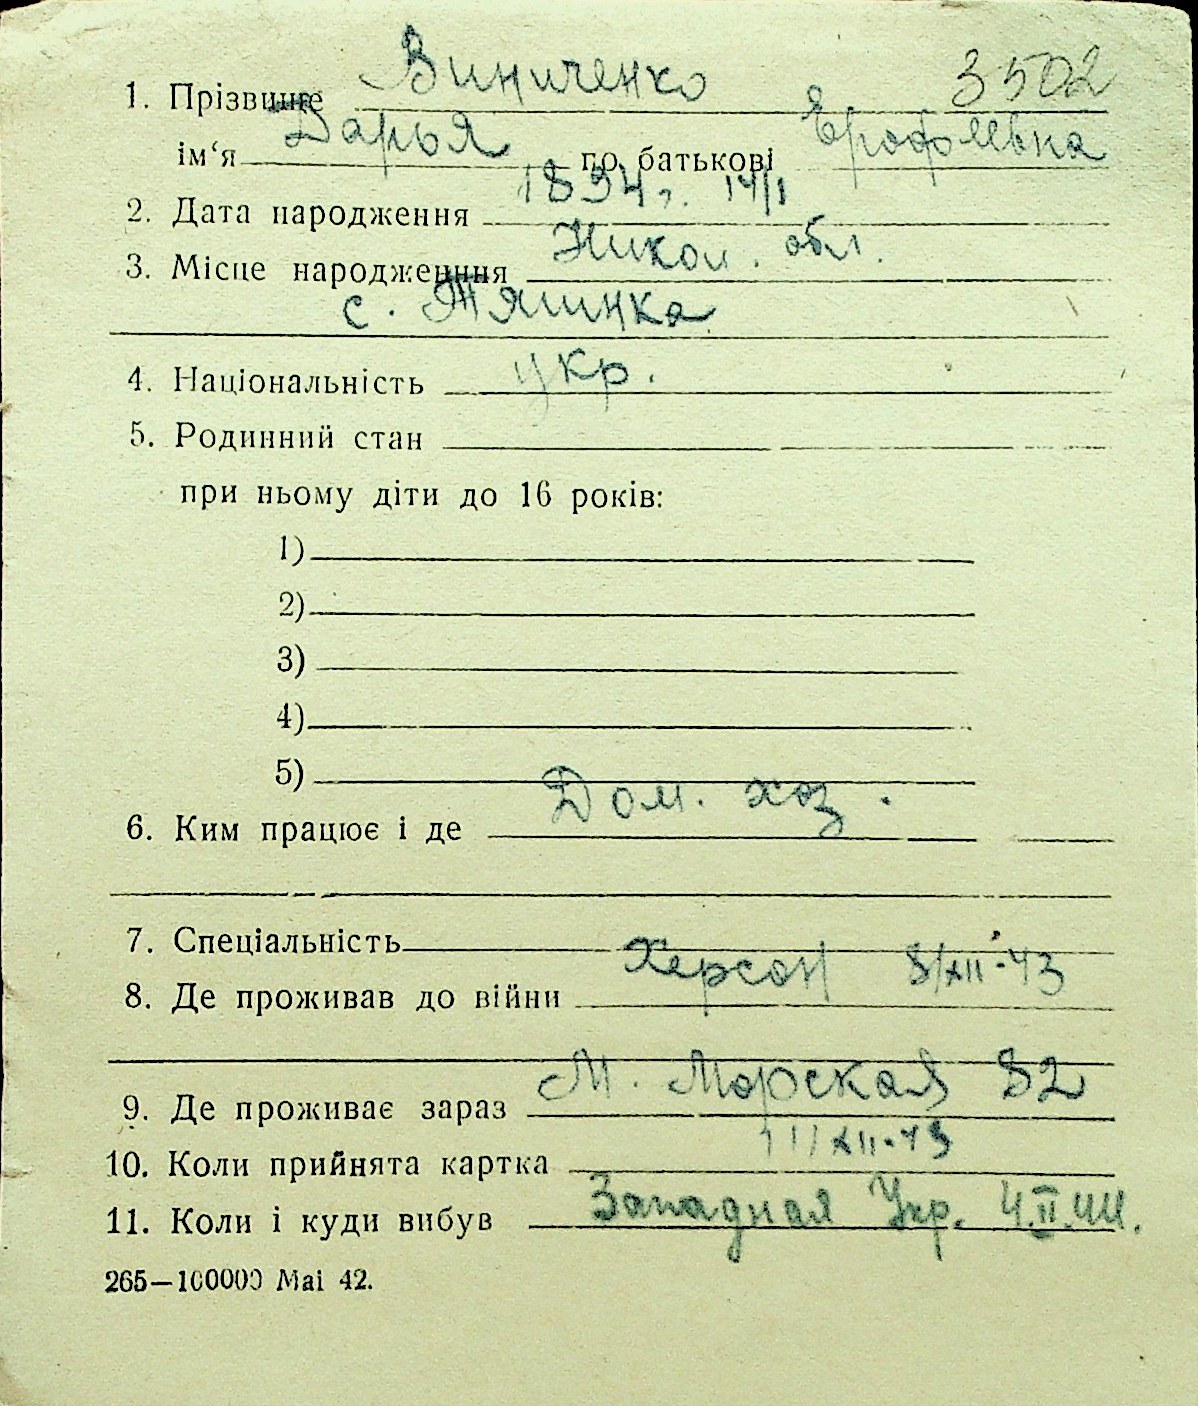 Виниченко 3502
1. Прізвище
Дарья Ерофеевна
ім‘я по батькові
1894 г. 14/I
2. Дата народження
Никол. обл.
3. Місце народження
с. Тягинка
укр.
4. Національність
5. Родинний стан
при ньому діти до 16 років:
1)
2)
3)
4)
5)
Дом. хоз.
6. Ким працює і де
7. Спеціальність
Херсон 8/XII-43
8. Де проживав до війни
М. Морская 82
9. Де проживає зараз
11/XII-43
10. Коли прийнята картка
Западная Укр. 4.II.44.
11. Коли і куди вибув
265—100000 Mai 42.